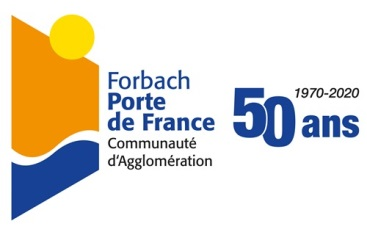 Forbach
Porte
de France
Communauté
d'Agglomération
1970-2020
50 ans